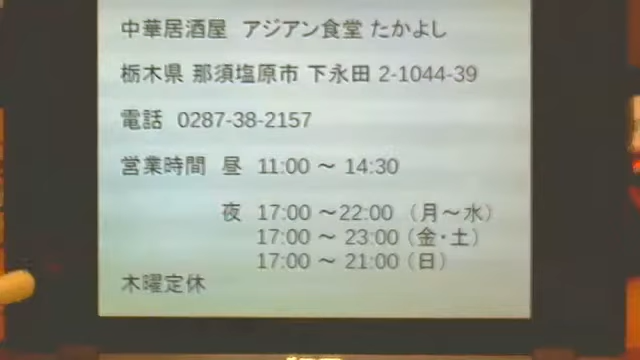 中華居酒屋 アジアン食堂 たかよし
栃木県 那須塩原市 下永田 2-1044-39
電話 0287-38-2157
営業時間 昼 11:00 ～ 14:30
夜 17:00 ～22:00 （月～水）
17:00 ～ 23:00（金・土）
17:00 ～ 21:00（日）
木曜定休